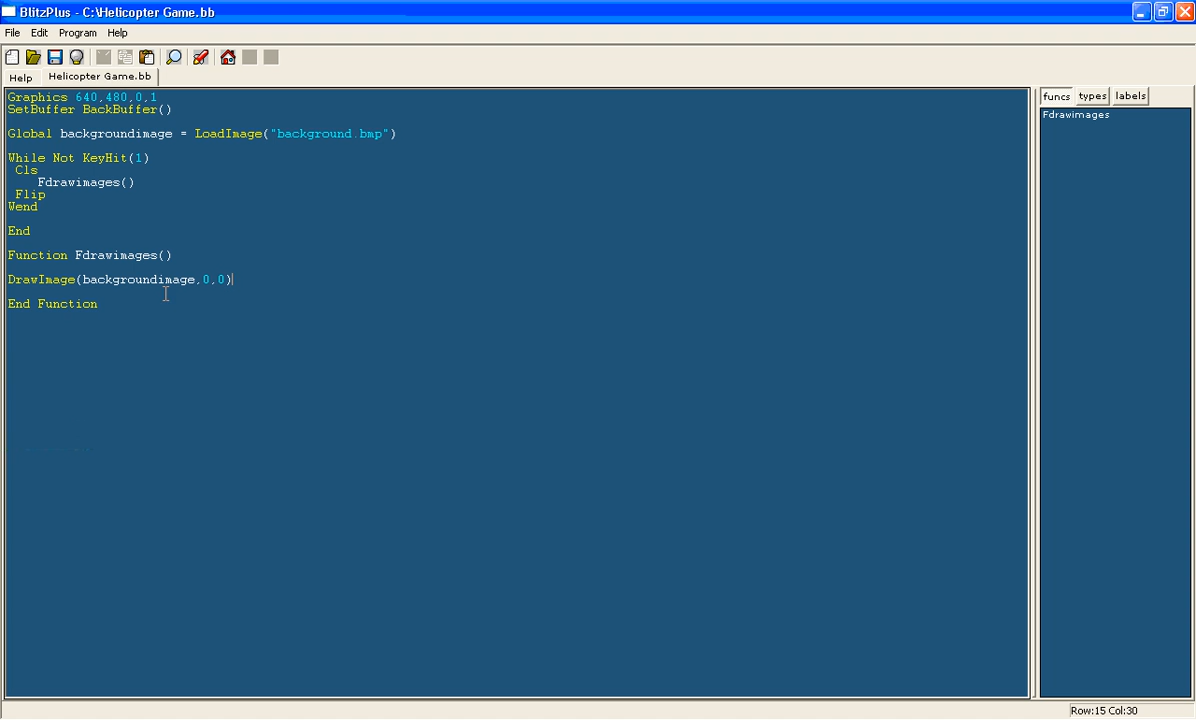 BlitzPlus - C:\Helicopter Game.bb
File Edit Program Help
Help Helicopter Game.bb
Graphics 640,480,0,1
SetBuffer BackBuffer()
Global backgroundimage = LoadImage("background.bmp")
While Not KeyHit(1)
Cls
Fdrawimages()
Flip
Wend
End
Function Fdrawimages()
DrawImage(backgroundimage,0,0)
End Function
funcs types labels
Fdrawimages
Row:15 Col:30